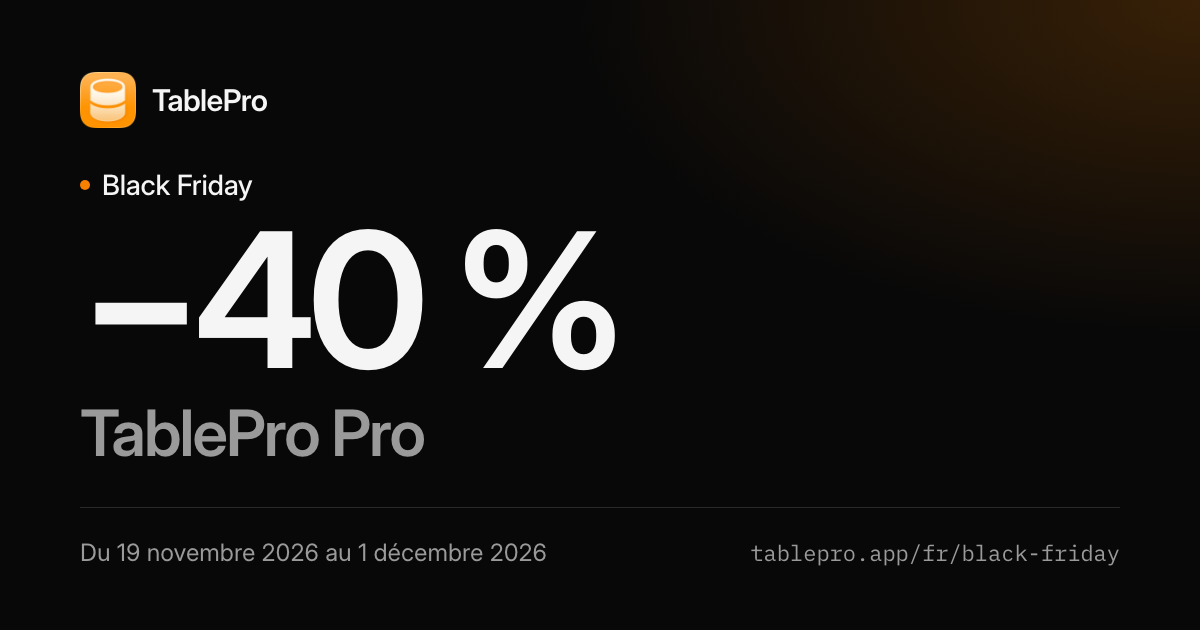 TablePro
Black Friday
–40 %
TablePro Pro
Du 19 novembre 2026 au 1 décembre 2026
tablepro.app/fr/black-friday